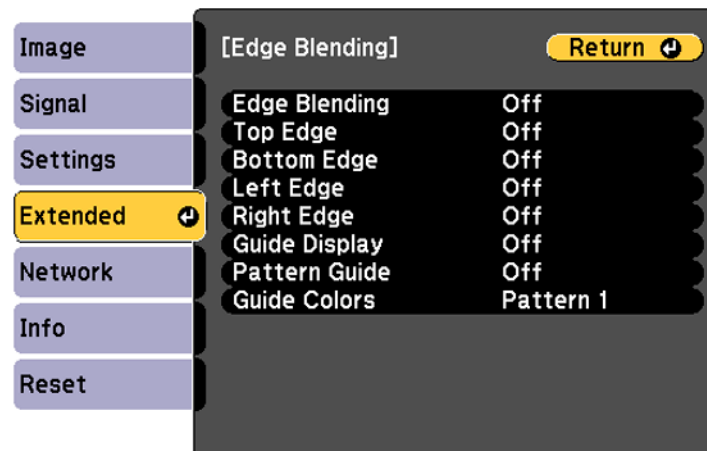 Image
Signal
Settings
Extended
Network
Info
Reset
[Edge Blending] Return
Edge Blending Off
Top Edge Off
Bottom Edge Off
Left Edge Off
Right Edge Off
Guide Display Off
Pattern Guide Off
Guide Colors Pattern 1